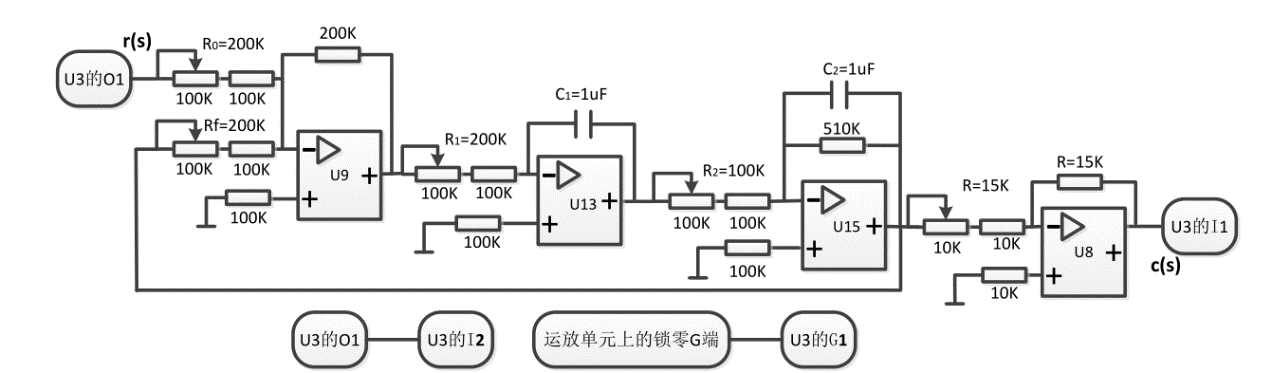 r(s)
U3的O1
R0=200K
100K
100K
200K
Rf=200K
100K
100K
U9
100K
R1=200K
100K
100K
C1=1uF
U13
100K
R2=100K
100K
100K
C2=1uF
510K
U15
100K
R=15K
10K
10K
R=15K
U8
10K
U3的I1
c(s)
U3的O1
U3的I2
运放单元上的锁零G端
U3的G1